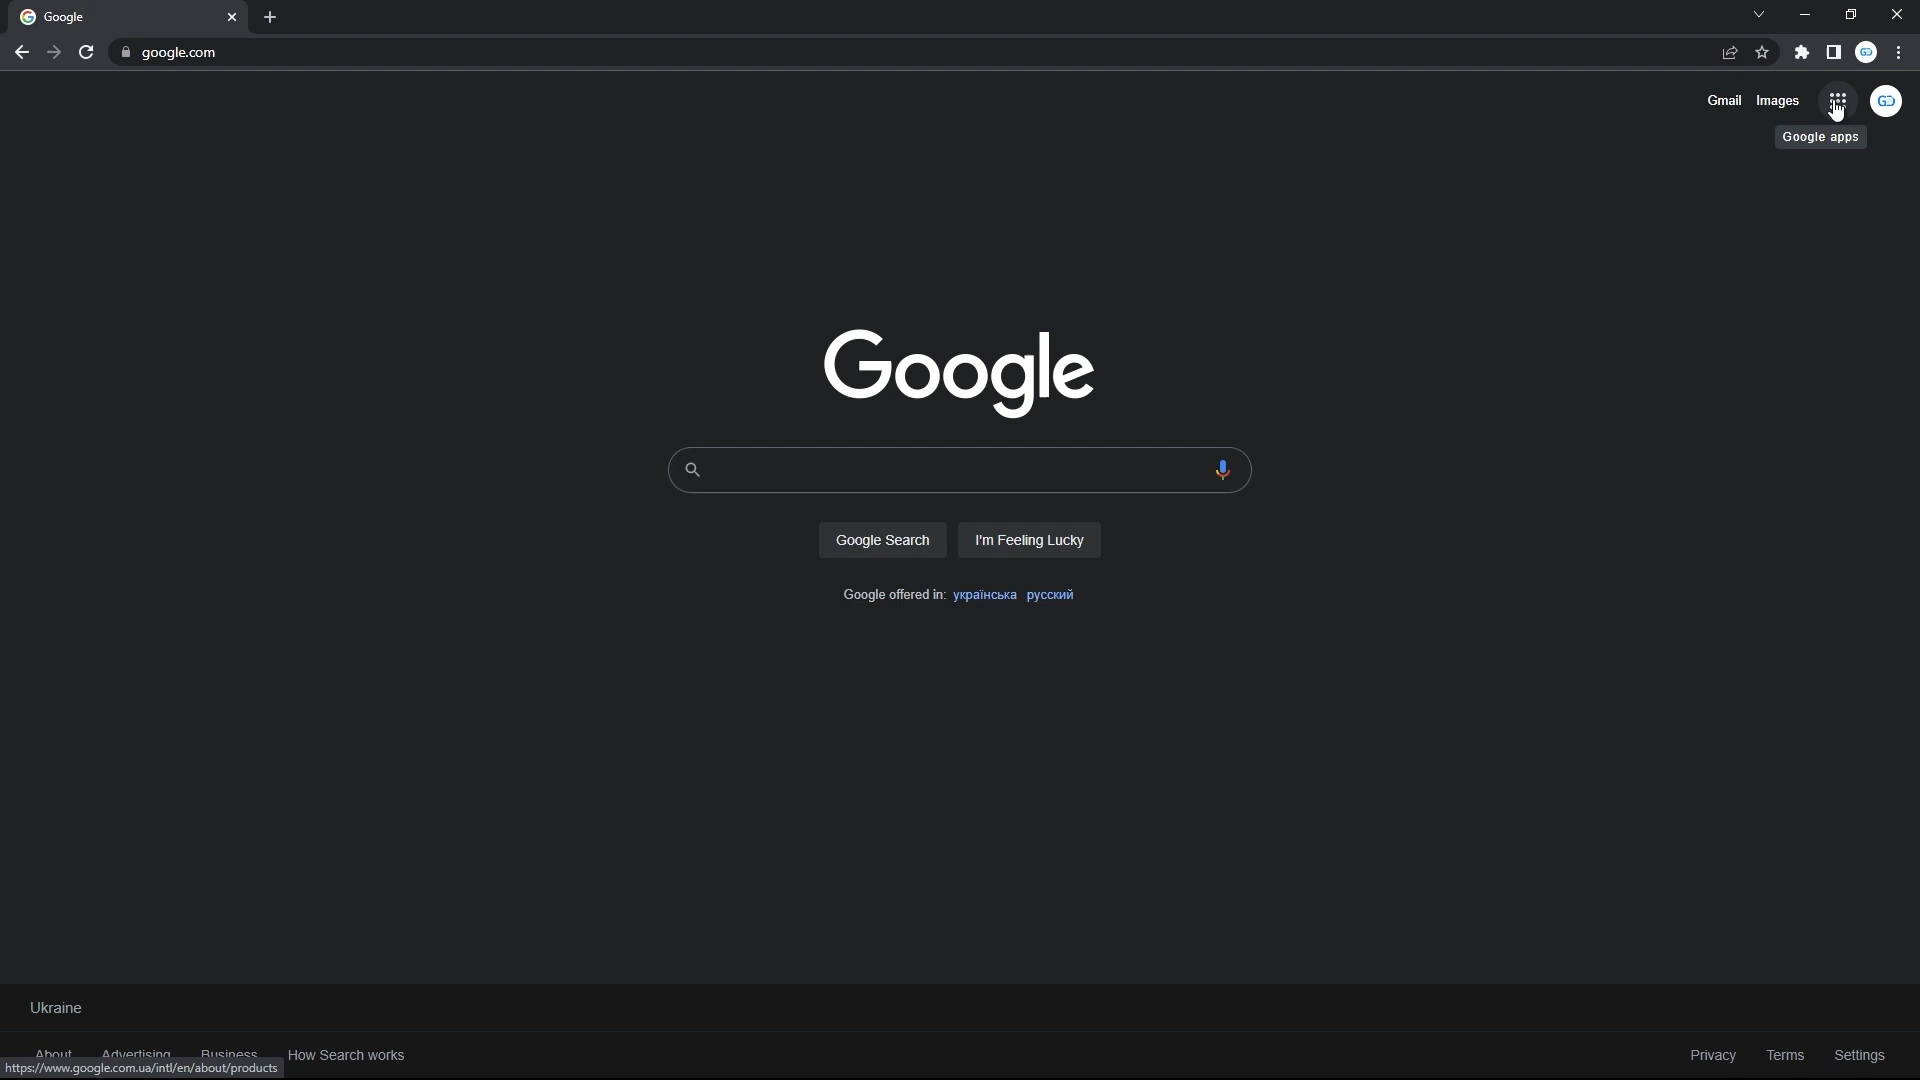 Google
google.com
Gmail Images
Google apps
Google
Google Search I'm Feeling Lucky
Google offered in: українська русский
Ukraine
About Advertising Business How Search works Privacy Terms Settings
https://www.google.com.ua/intl/en/about/products